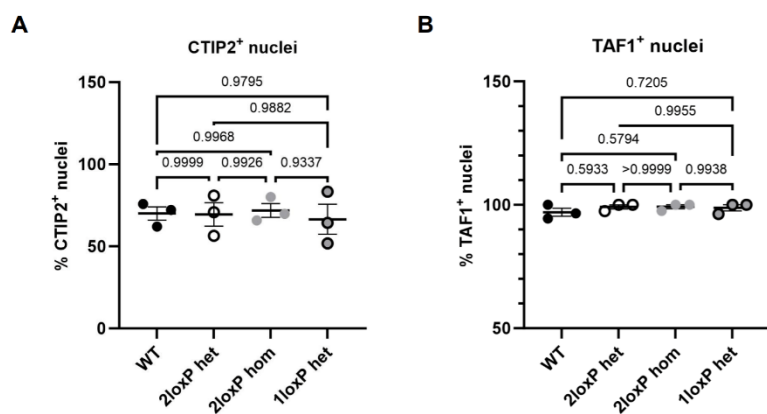 A
CTIP2⁺ nuclei
% CTIP2⁺ nuclei
150
100
50
0
0.9795
0.9882
0.9968
0.9999 0.9926 0.9337
WT 2loxP het 2loxP hom 1loxP het
B
TAF1⁺ nuclei
% TAF1⁺ nuclei
150
100
50
0.7205
0.9955
0.5794
0.5933 >0.9999 0.9938
WT 2loxP het 2loxP hom 1loxP het